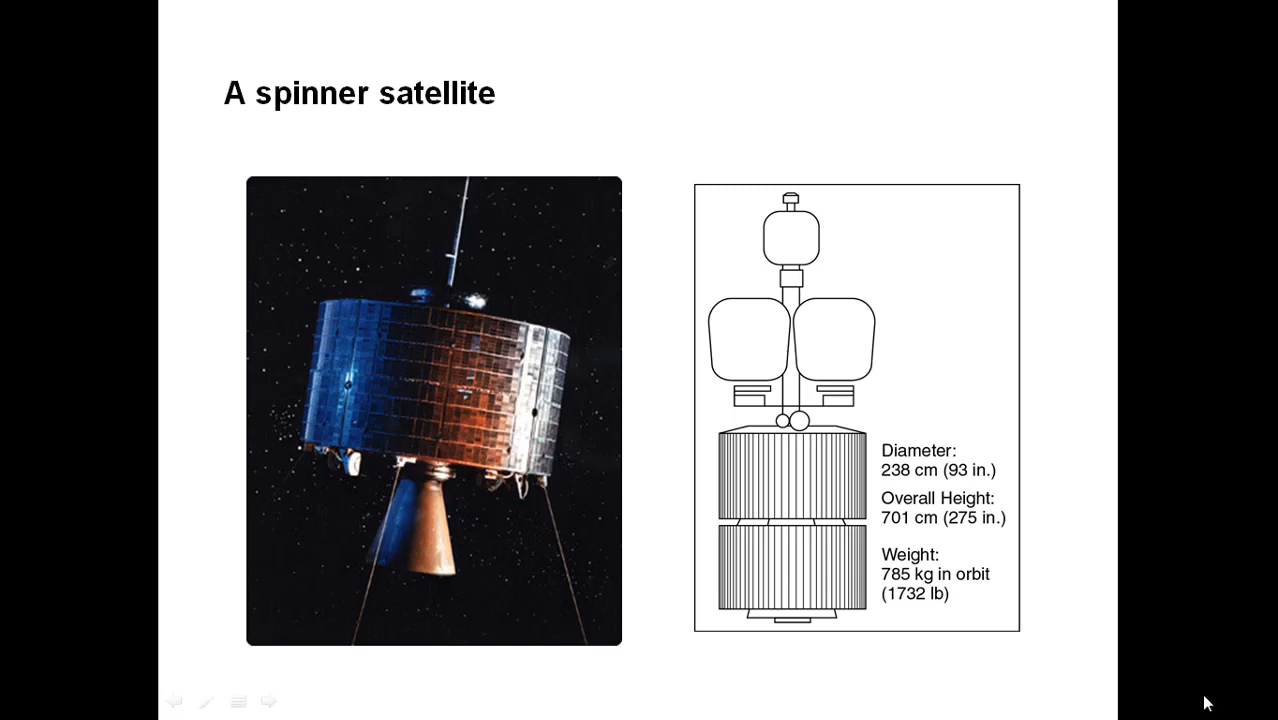 A spinner satellite
Diameter:
238 cm (93 in.)
Overall Height:
701 cm (275 in.)
Weight:
785 kg in orbit
(1732 lb)